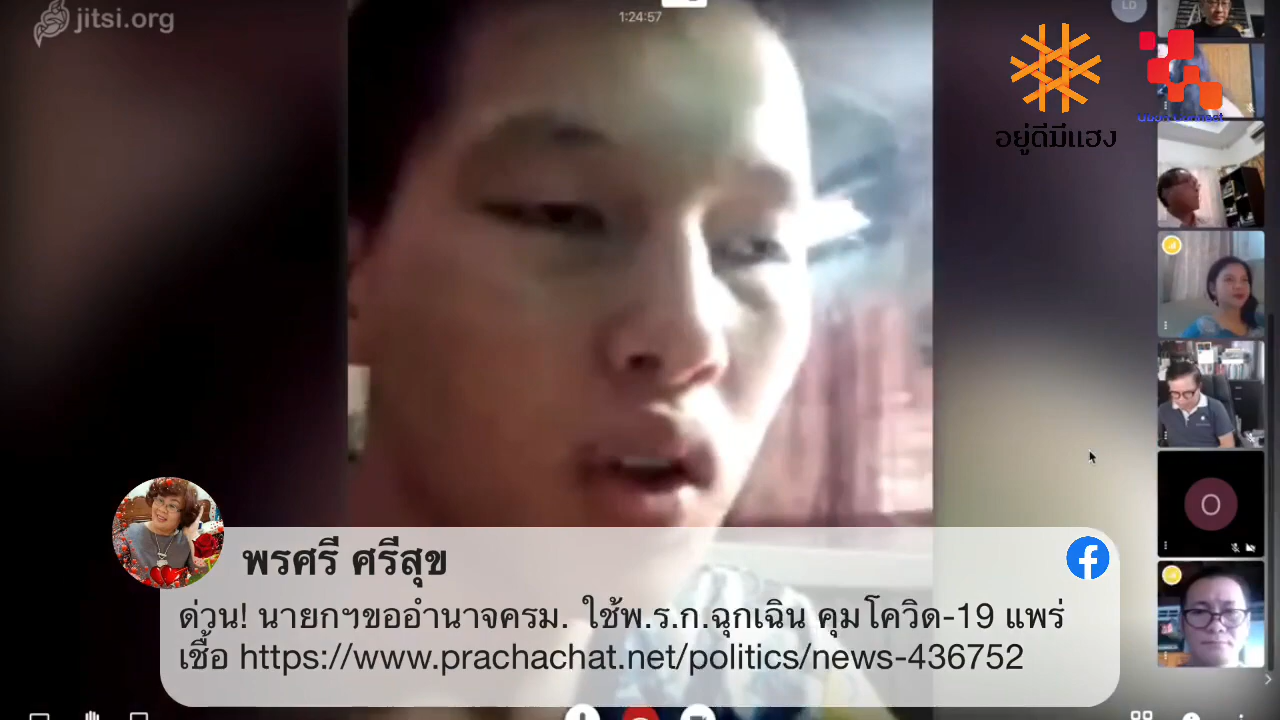 jitsi.org
1:24:57
LD
อยู่ดีมีแฮง
O
พรศรี ศรีสุข
ด่วน! นายกฯขออำนาจครม. ใช้พ.ร.ก.ฉุกเฉิน คุมโควิด-19 แพร่
เชื้อ https://www.prachachat.net/politics/news-436752